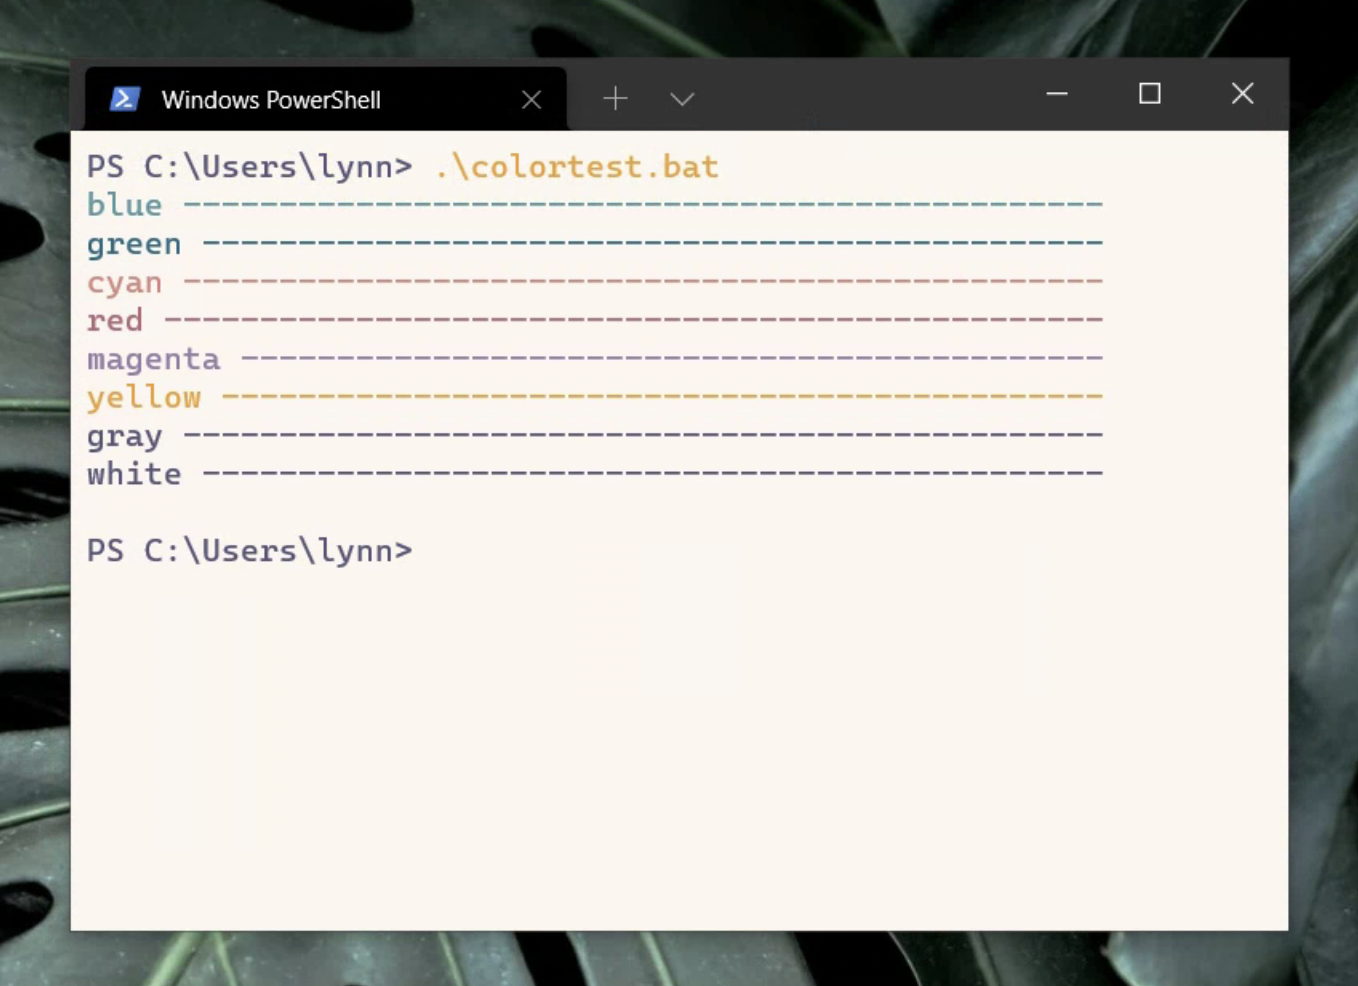 Windows PowerShell
PS C:\Users\lynn> .\colortest.bat
blue ------------------------------------------------
green -----------------------------------------------
cyan ------------------------------------------------
red -------------------------------------------------
magenta ---------------------------------------------
yellow ----------------------------------------------
gray ------------------------------------------------
white -----------------------------------------------
PS C:\Users\lynn>